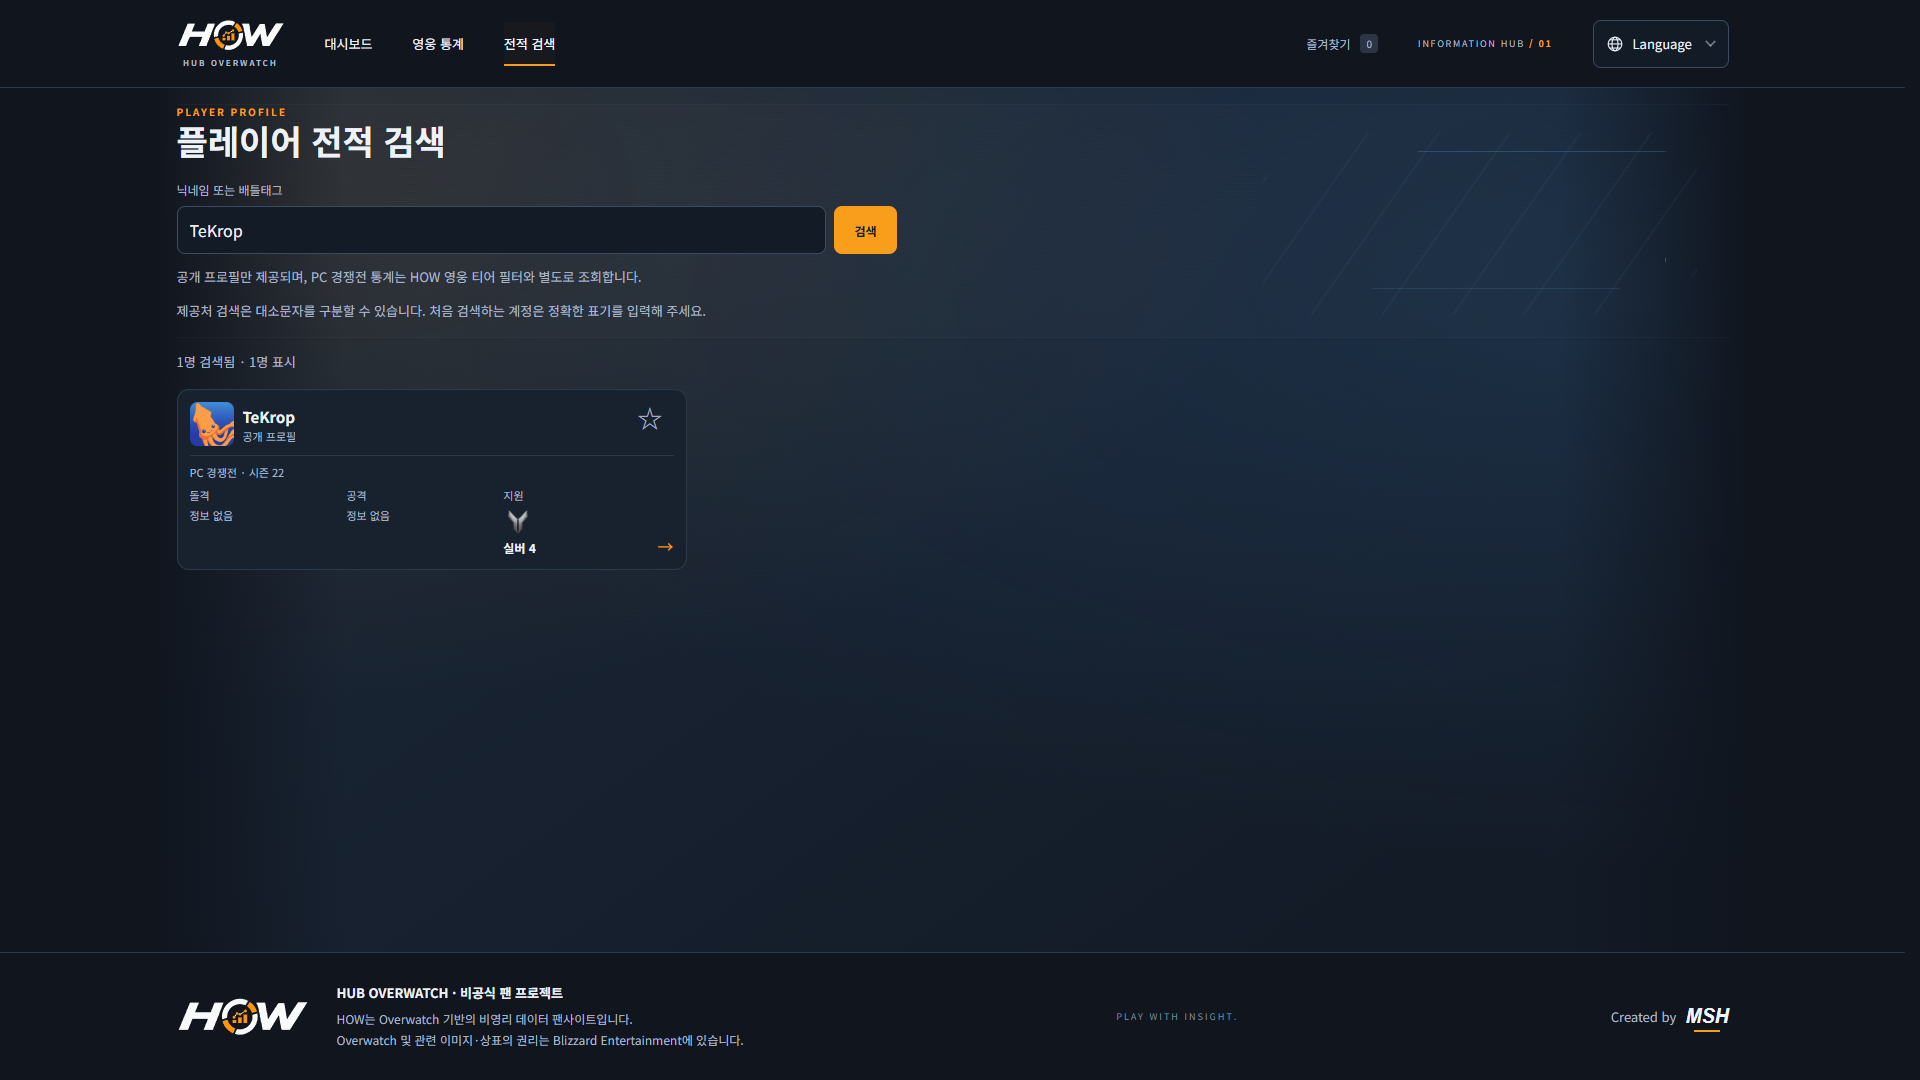 HOW
HUB OVERWATCH
대시보드
영웅 통계
전적 검색
즐겨찾기 0
INFORMATION HUB / 01
Language
PLAYER PROFILE
플레이어 전적 검색
닉네임 또는 배틀태그
TeKrop
검색
공개 프로필만 제공되며, PC 경쟁전 통계는 HOW 영웅 티어 필터와 별도로 조회합니다.
제공처 검색은 대소문자를 구분할 수 있습니다. 처음 검색하는 계정은 정확한 표기를 입력해 주세요.
1명 검색됨 · 1명 표시
TeKrop
공개 프로필
PC 경쟁전 · 시즌 22
돌격
정보 없음
공격
정보 없음
지원
실버 4
HOW
HUB OVERWATCH · 비공식 팬 프로젝트
HOW는 Overwatch 기반의 비영리 데이터 팬사이트입니다.
Overwatch 및 관련 이미지·상표의 권리는 Blizzard Entertainment에 있습니다.
PLAY WITH INSIGHT.
Created by MSH